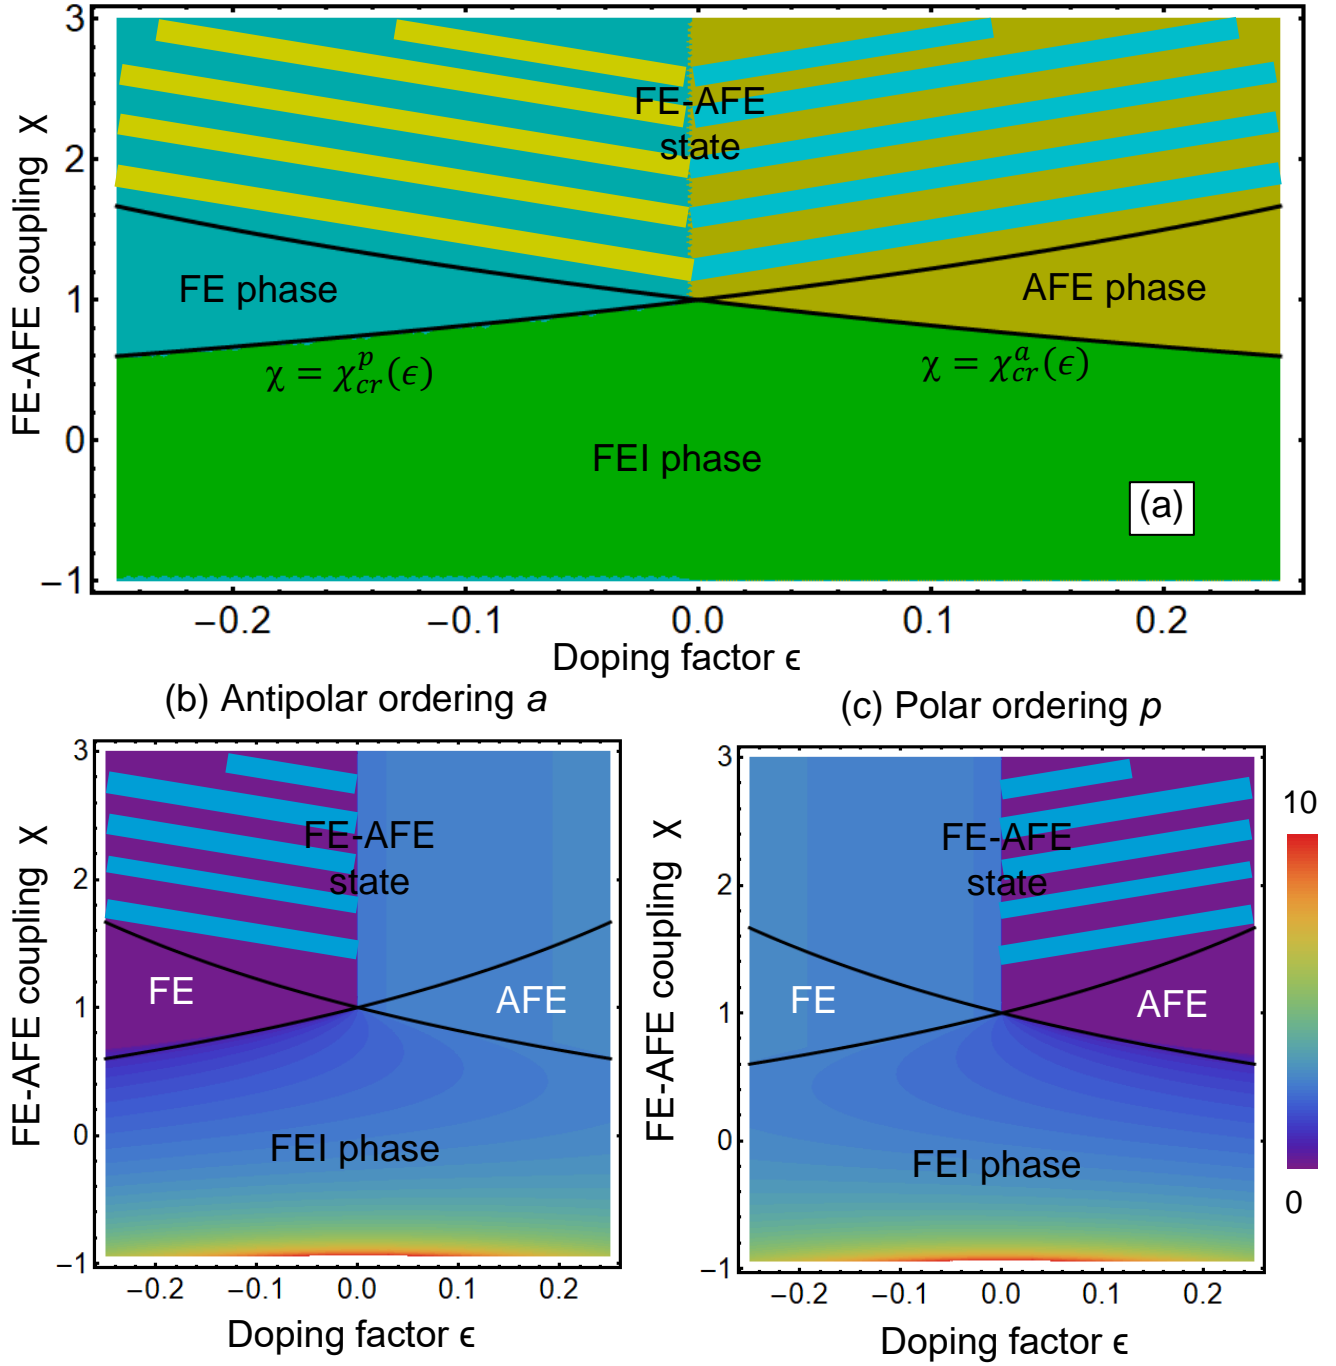 3
2
1
0
−1
FE-AFE coupling χ
FE-AFE
state
FE phase
AFE phase
χ = χ_cr^p(ϵ)
χ = χ_cr^a(ϵ)
FEI phase
(a)
−0.2 −0.1 0.0 0.1 0.2
Doping factor ϵ
(b) Antipolar ordering a
3
2
1
0
−1
FE-AFE coupling χ
FE-AFE
state
FE
AFE
FEI phase
−0.2 −0.1 0.0 0.1 0.2
Doping factor ϵ
(c) Polar ordering p
3
2
1
0
−1
FE-AFE coupling χ
FE-AFE
state
FE
AFE
FEI phase
−0.2 −0.1 0.0 0.1 0.2
Doping factor ϵ
10
0